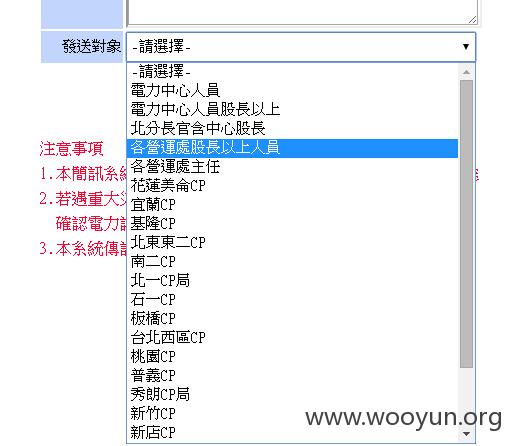 發送對象
-請選擇-
-請選擇-
電力中心人員
電力中心人員股長以上
北分長官含中心股長
各營運處股長以上人員
各營運處主任
花蓮美侖CP
宜蘭CP
基隆CP
北東東二CP
南二CP
北一CP局
石一CP
板橋CP
台北西區CP
桃園CP
普義CP
秀朗CP局
新竹CP
新店CP
注意事項
1.本簡訊系統
2.若遇重大災
確認電力
3.本系統傳
www.wooyun.org